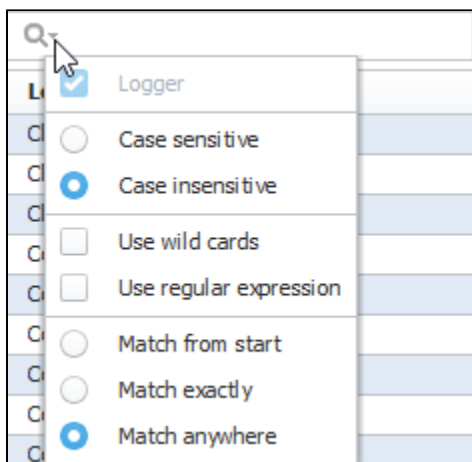 Logger
Case sensitive
Case insensitive
Use wild cards
Use regular expression
Match from start
Match exactly
Match anywhere